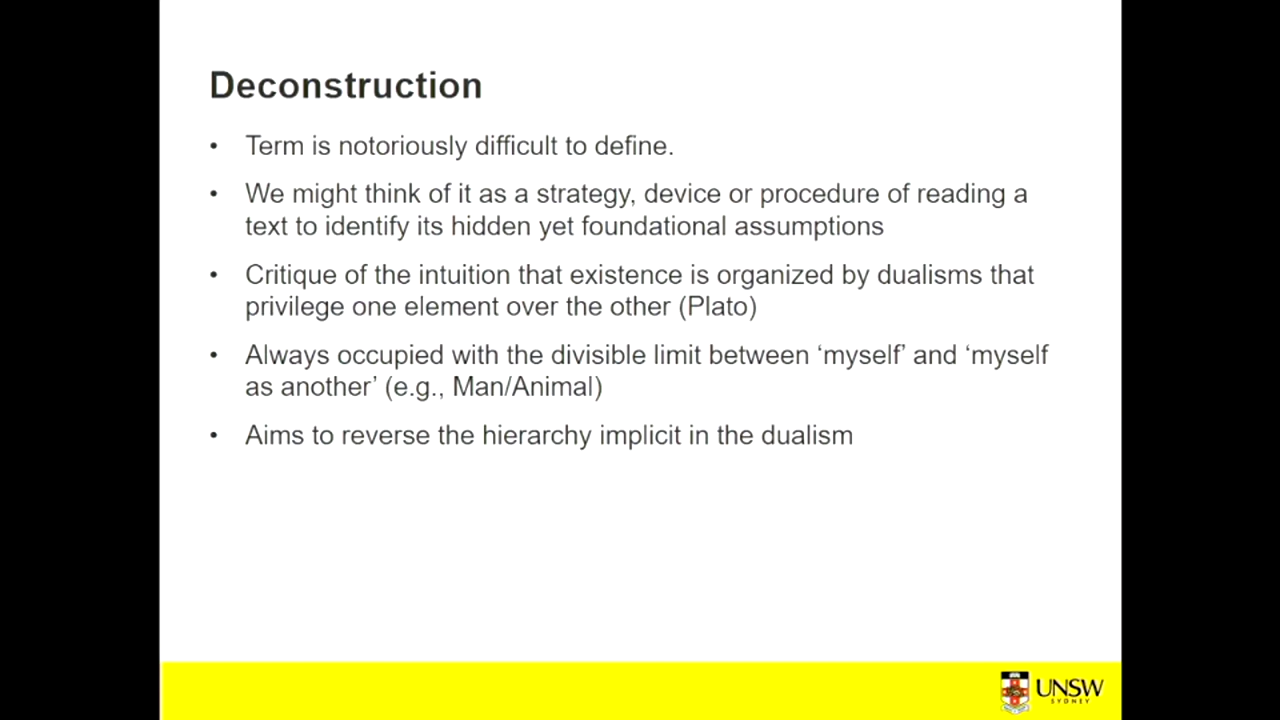 Deconstruction
• Term is notoriously difficult to define.
• We might think of it as a strategy, device or procedure of reading a
text to identify its hidden yet foundational assumptions
• Critique of the intuition that existence is organized by dualisms that
privilege one element over the other (Plato)
• Always occupied with the divisible limit between ‘myself’ and ‘myself
as another’ (e.g., Man/Animal)
• Aims to reverse the hierarchy implicit in the dualism
UNSW
SYDNEY